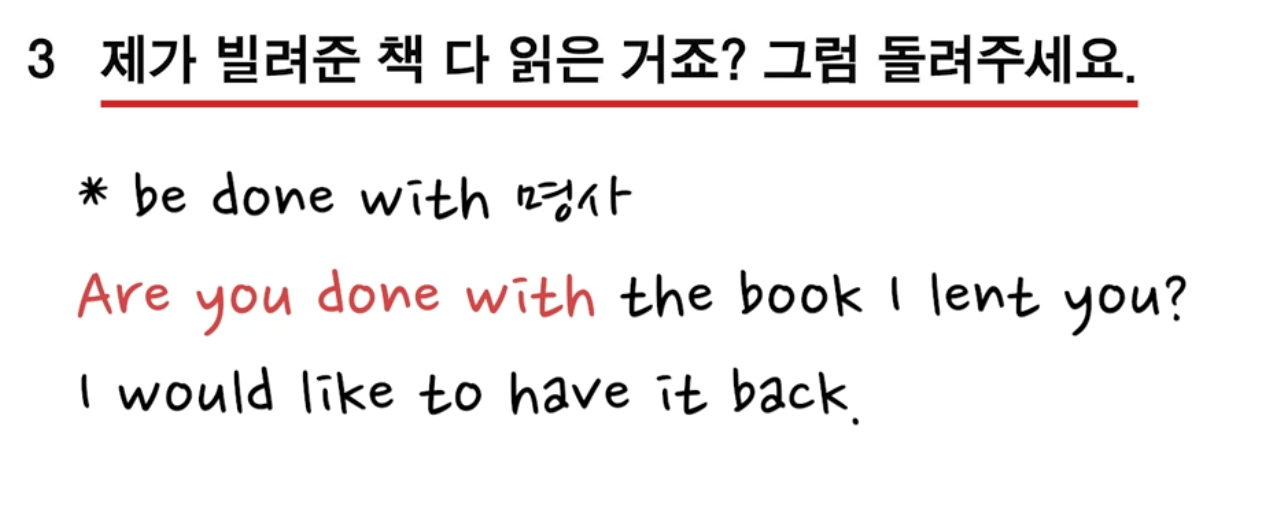 3 제가 빌려준 책 다 읽은 거죠? 그럼 돌려주세요.
* be done with 명사
Are you done with the book I lent you?
I would like to have it back.